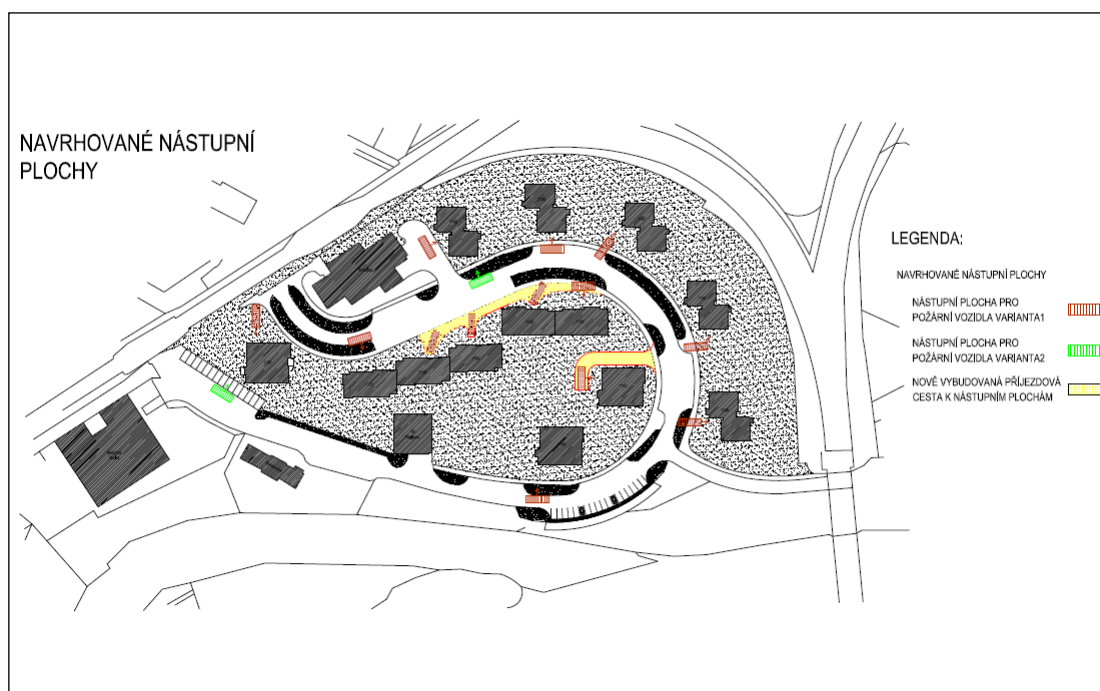 NAVRHOVANÉ NÁSTUPNÍ
PLOCHY
LEGENDA:
NAVRHOVANÉ NÁSTUPNÍ PLOCHY
NÁSTUPNÍ PLOCHA PRO
POŽÁRNÍ VOZIDLA VARIANTA1
NÁSTUPNÍ PLOCHA PRO
POŽÁRNÍ VOZIDLA VARIANTA2
NOVĚ VYBUDOVANÁ PŘÍJEZDOVÁ
CESTA K NÁSTUPNÍM PLOCHÁM